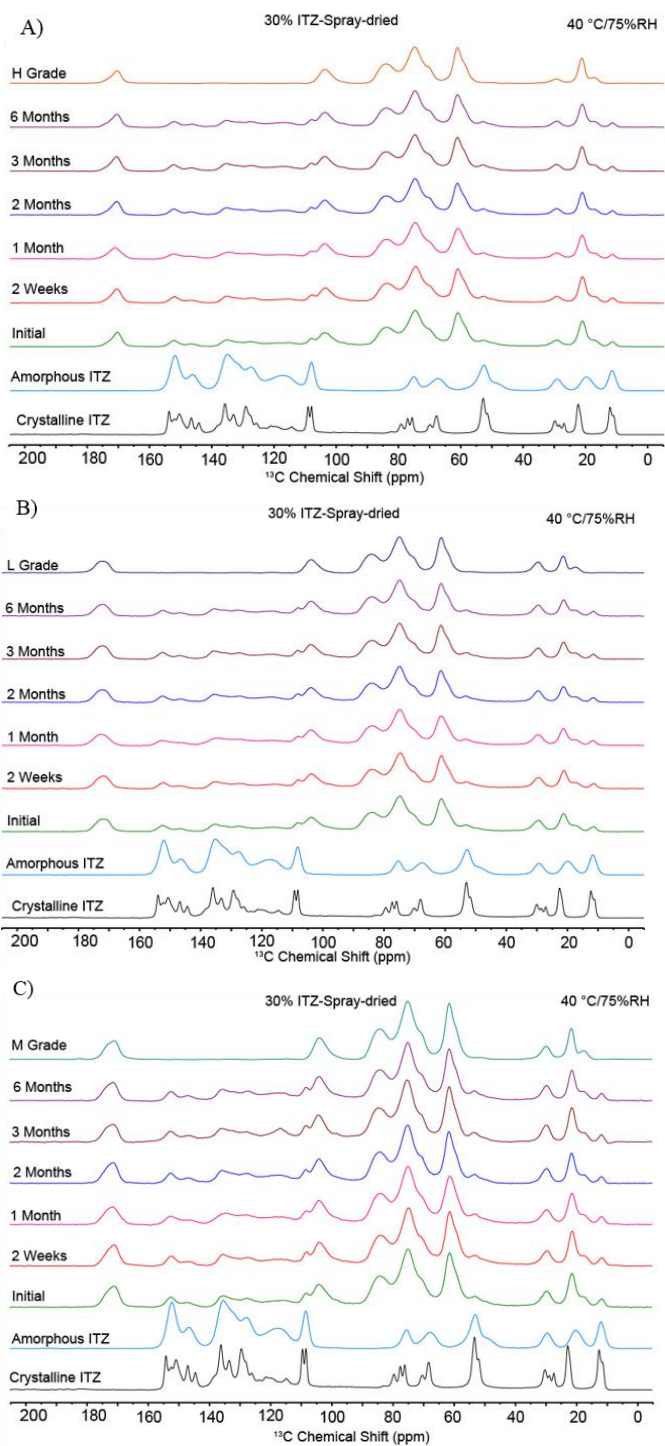 A)
30% ITZ-Spray-dried
40 °C/75%RH
H Grade
6 Months
3 Months
2 Months
1 Month
2 Weeks
Initial
Amorphous ITZ
Crystalline ITZ
200 180 160 140 120 100 80 60 40 20 0
¹³C Chemical Shift (ppm)
B)
30% ITZ-Spray-dried
40 °C/75%RH
L Grade
6 Months
3 Months
2 Months
1 Month
2 Weeks
Initial
Amorphous ITZ
Crystalline ITZ
200 180 160 140 120 100 80 60 40 20 0
¹³C Chemical Shift (ppm)
C)
30% ITZ-Spray-dried
40 °C/75%RH
M Grade
6 Months
3 Months
2 Months
1 Month
2 Weeks
Initial
Amorphous ITZ
Crystalline ITZ
200 180 160 140 120 100 80 60 40 20 0
¹³C Chemical Shift (ppm)